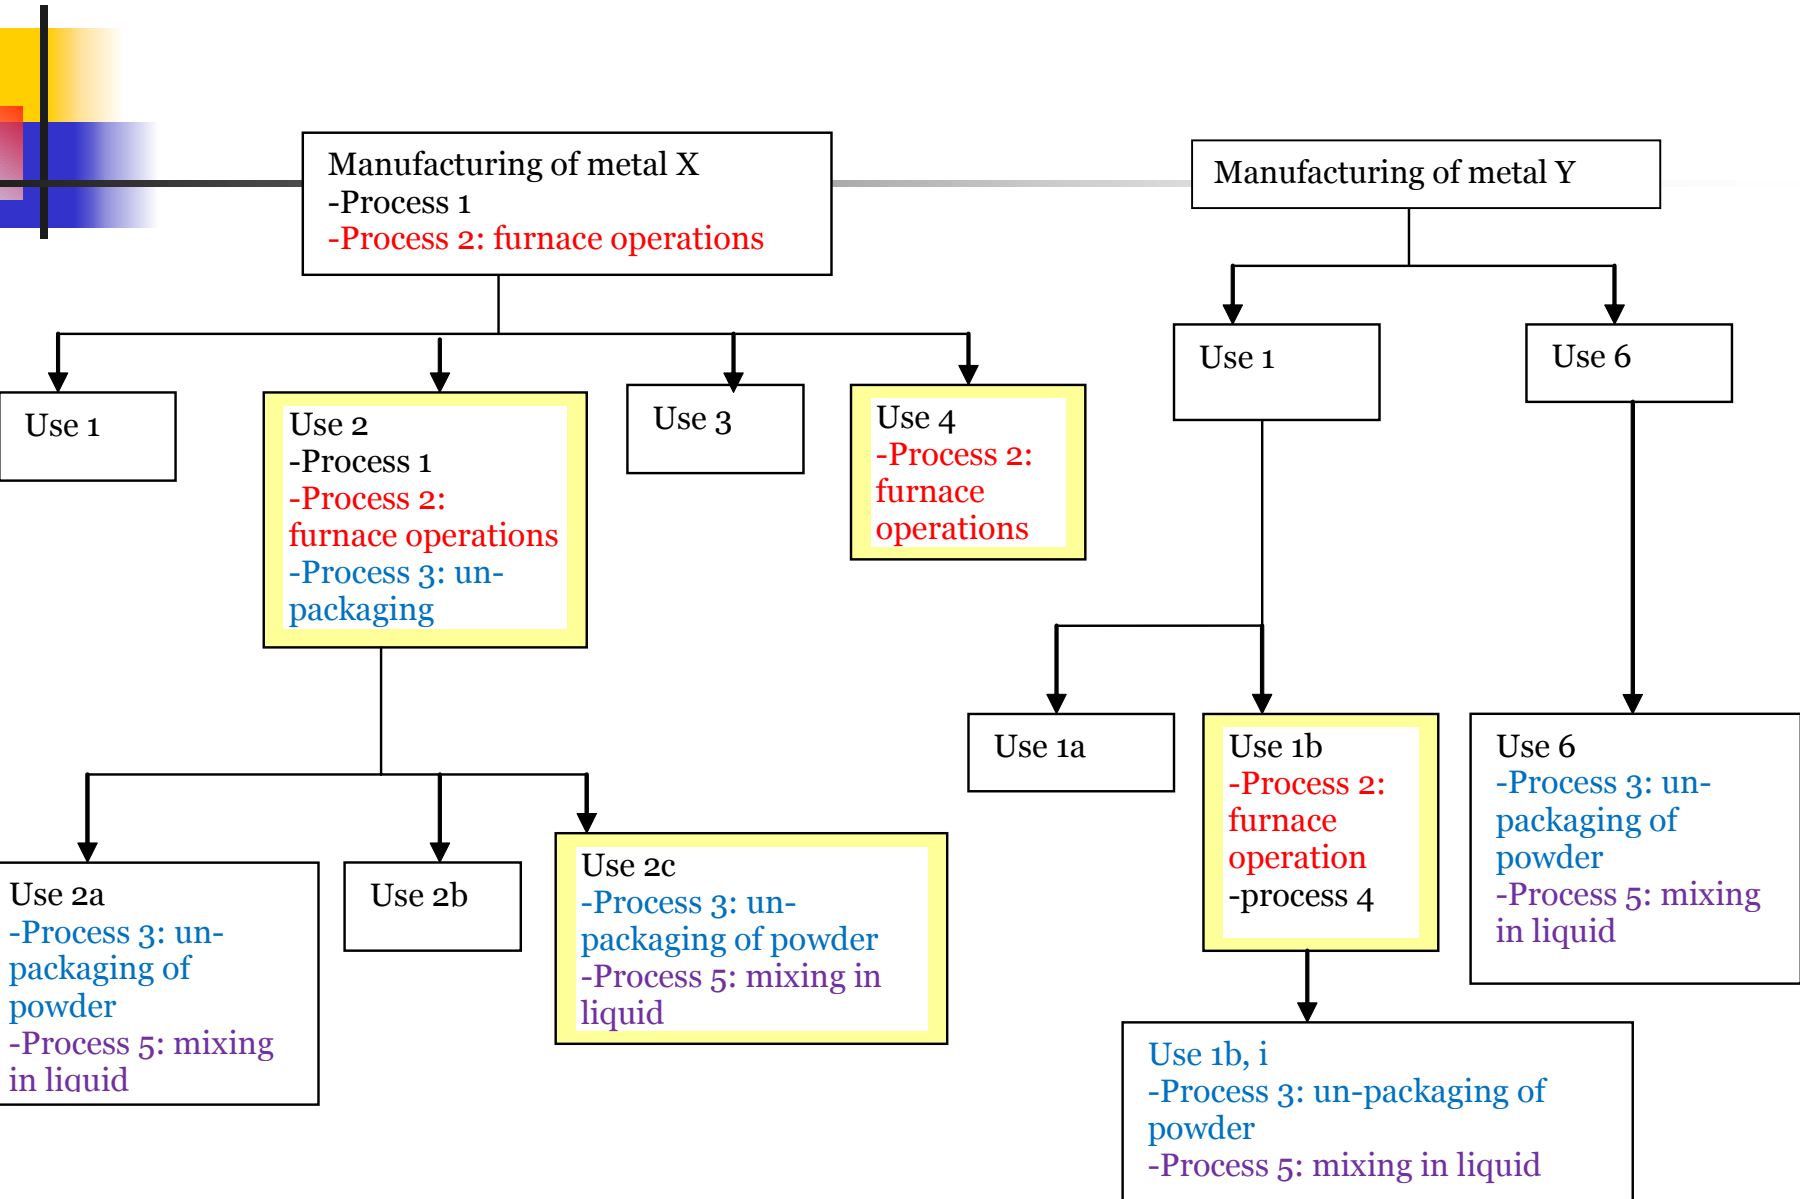 Manufacturing of metal X
-Process 1
-Process 2: furnace operations
Manufacturing of metal Y
Use 1
Use 2
-Process 1
-Process 2:
furnace operations
-Process 3: un-
packaging
Use 3
Use 4
-Process 2:
furnace
operations
Use 1
Use 6
Use 2a
-Process 3: un-
packaging of
powder
-Process 5: mixing
in liquid
Use 2b
Use 2c
-Process 3: un-
packaging of powder
-Process 5: mixing in
liquid
Use 1a
Use 1b
-Process 2:
furnace
operation
-process 4
Use 6
-Process 3: un-
packaging of
powder
-Process 5: mixing
in liquid
Use 1b, i
-Process 3: un-packaging of
powder
-Process 5: mixing in liquid